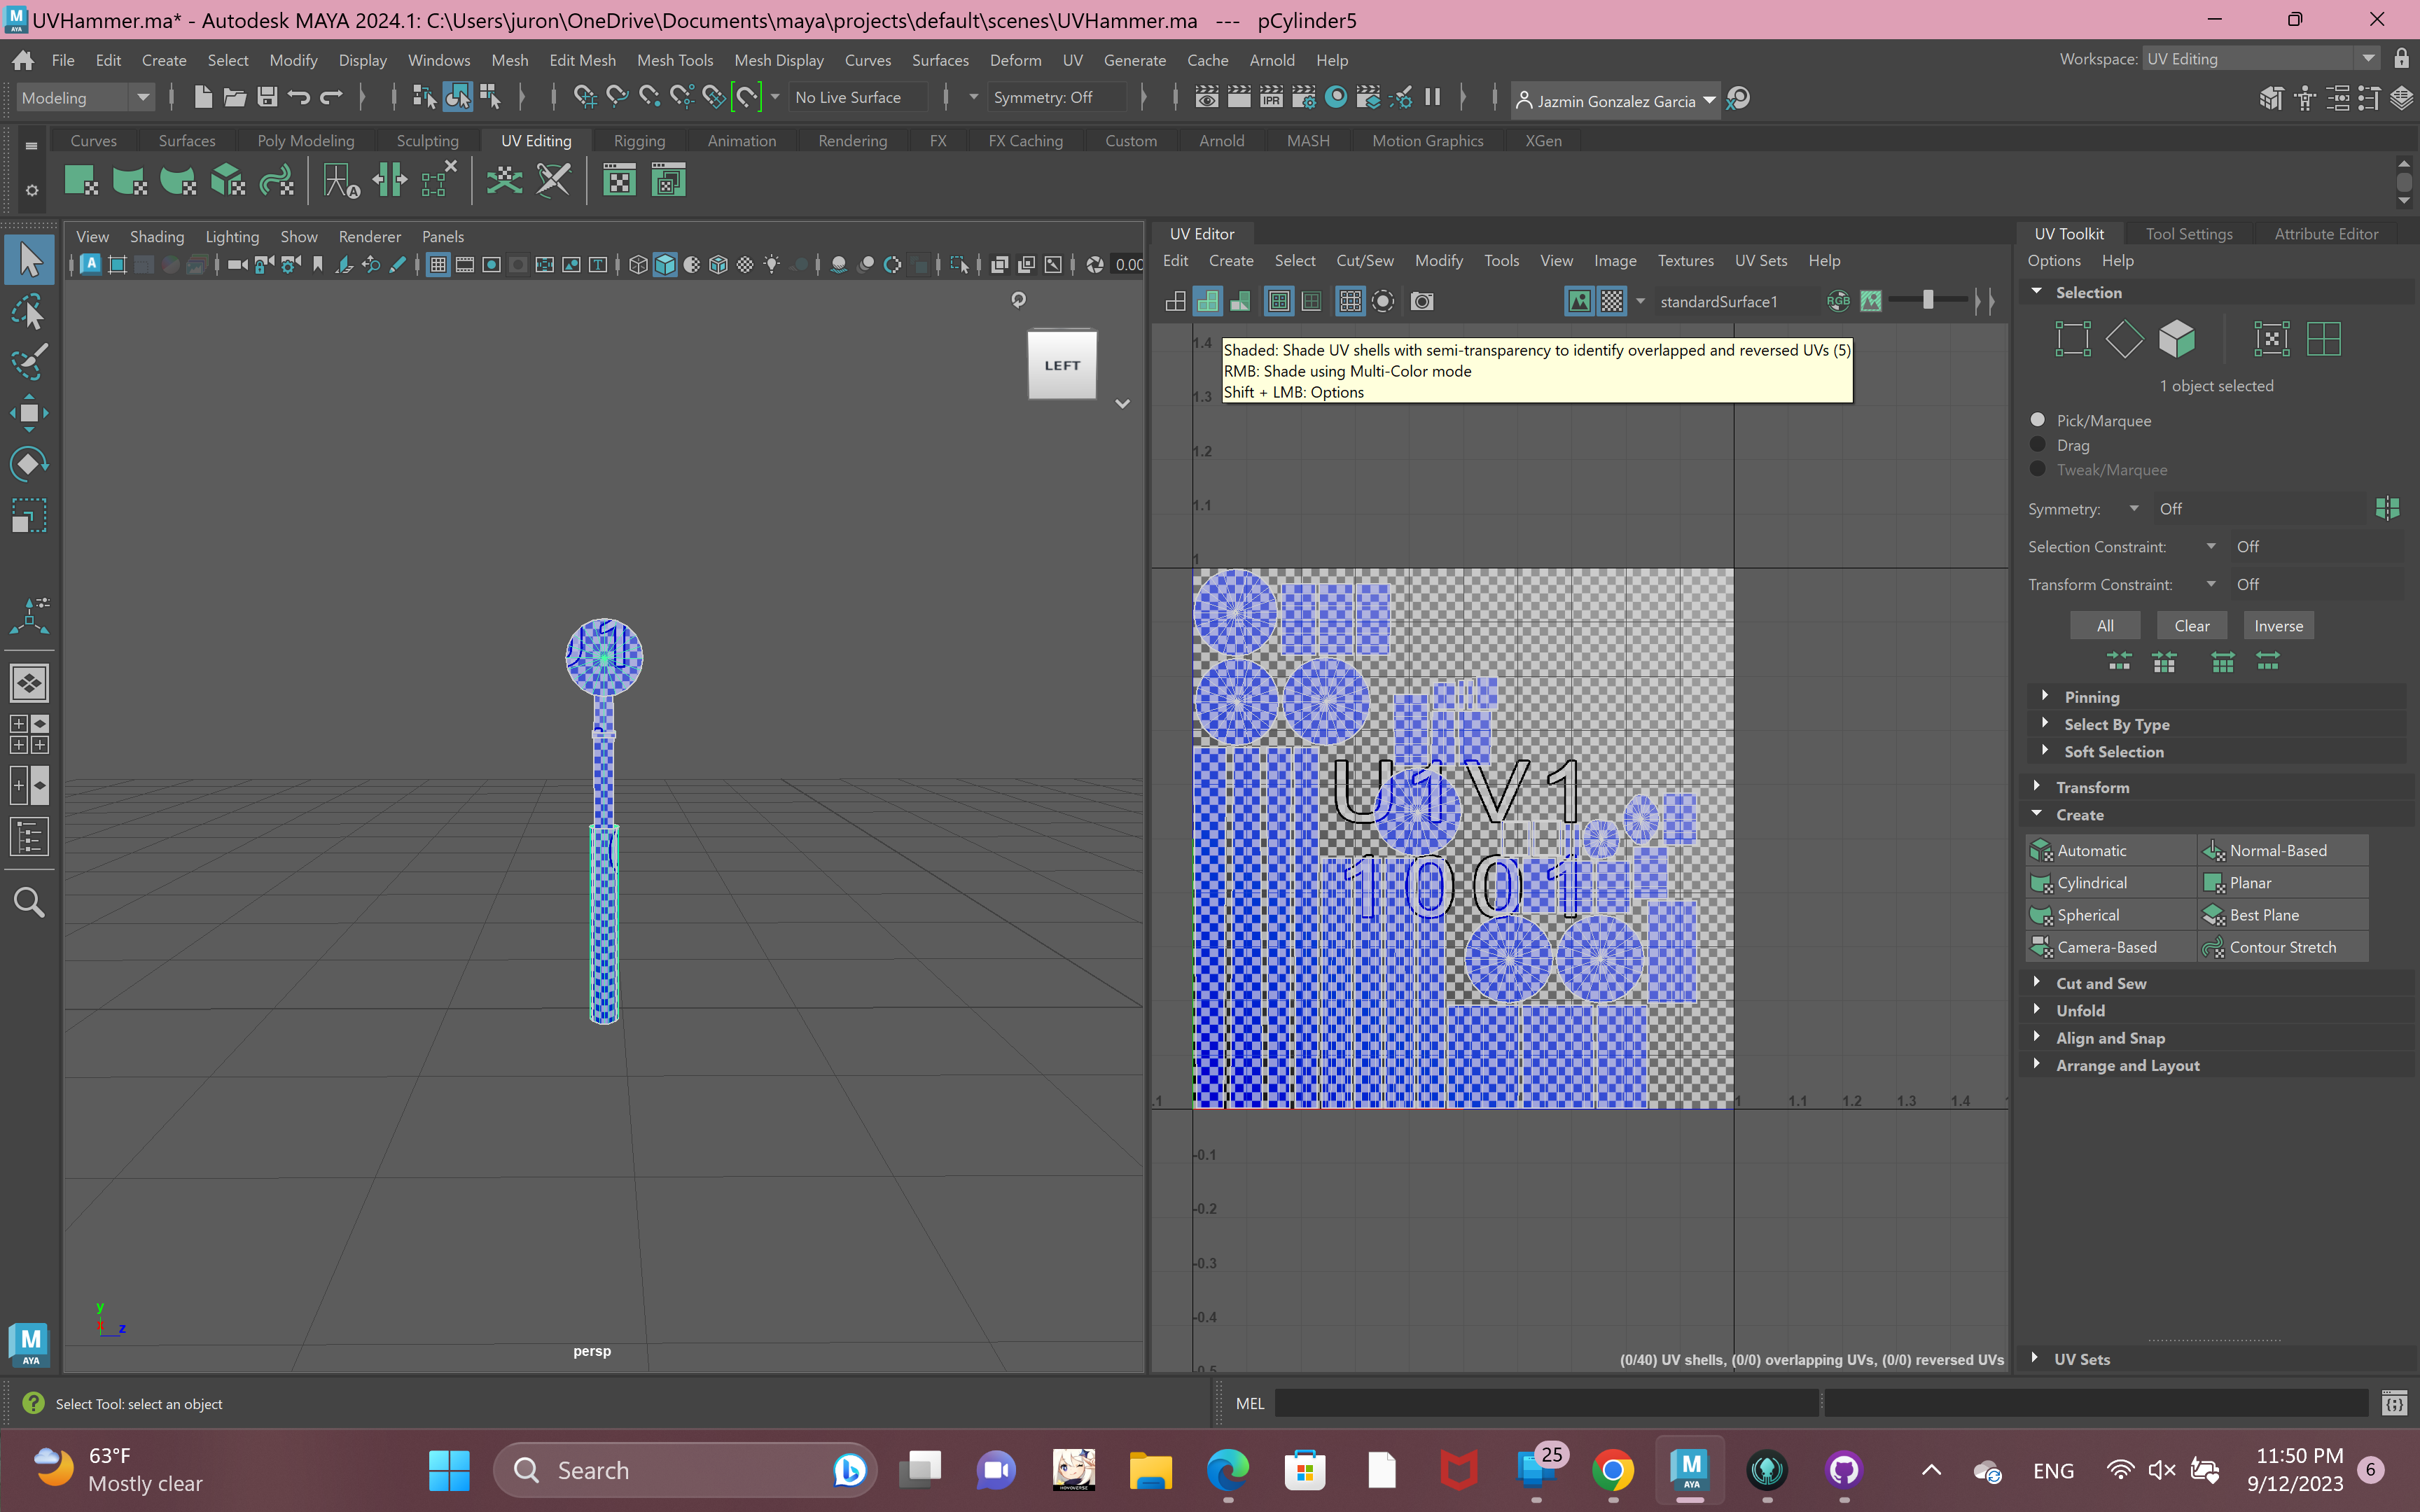 UVHammer.ma* - Autodesk MAYA 2024.1: C:\Users\juron\OneDrive\Documents\maya\projects\default\scenes\UVHammer.ma --- pCylinder5
File Edit Create Select Modify Display Windows Mesh Edit Mesh Mesh Tools Mesh Display Curves Surfaces Deform UV Generate Cache Arnold Help
Workspace: UV Editing
Modeling
No Live Surface
Symmetry: Off
IPR
Jazmin Gonzalez Garcia
Curves Surfaces Poly Modeling Sculpting UV Editing Rigging Animation Rendering FX FX Caching Custom Arnold MASH Motion Graphics XGen
View Shading Lighting Show Renderer Panels
0.00
LEFT
persp
y
z
UV Editor
Edit Create Select Cut/Sew Modify Tools View Image Textures UV Sets Help
standardSurface1
RGB
Shaded: Shade UV shells with semi-transparency to identify overlapped and reversed UVs (5)
RMB: Shade using Multi-Color mode
Shift + LMB: Options
1.4
1.3
1.2
1.1
1
U1V1
1001
.1 1 1.1 1.2 1.3 1.4
-0.1
-0.2
-0.3
-0.4
-0.5
(0/40) UV shells, (0/0) overlapping UVs, (0/0) reversed UVs
UV Toolkit Tool Settings Attribute Editor
Options Help
Selection
1 object selected
Pick/Marquee
Drag
Tweak/Marquee
Symmetry: Off
Selection Constraint: Off
Transform Constraint: Off
All Clear Inverse
Pinning
Select By Type
Soft Selection
Transform
Create
Automatic Normal-Based
Cylindrical Planar
Spherical Best Plane
Camera-Based Contour Stretch
Cut and Sew
Unfold
Align and Snap
Arrange and Layout
UV Sets
M
AYA
Select Tool: select an object
MEL
63°F
Mostly clear
Search
25
M
AYA
ENG
11:50 PM
9/12/2023
6